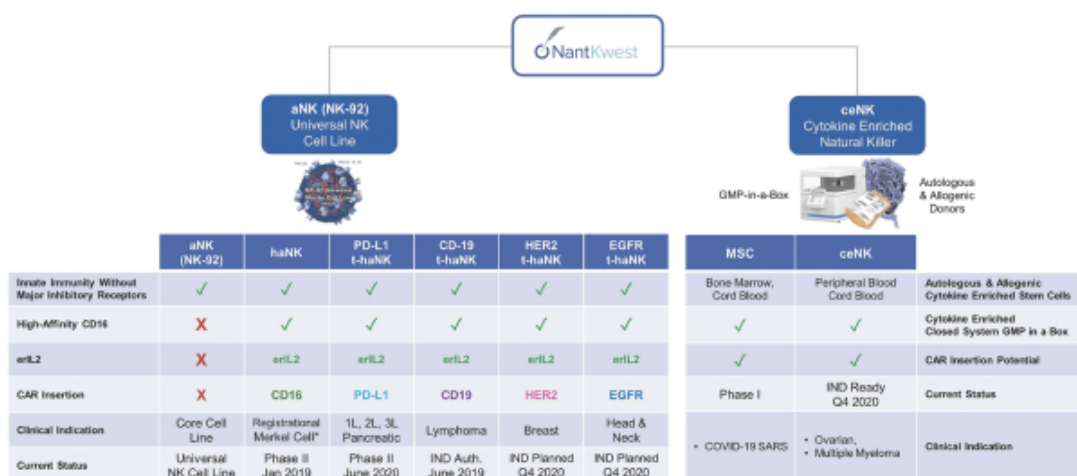 NantKwest
aNK (NK-92)
Universal NK
Cell Line
ceNK
Cytokine Enriched
Natural Killer
GMP-in-a-Box
Autologous
& Allogenic
Donors
aNK
(NK-92)
haNK
PD-L1
t-haNK
CD-19
t-haNK
HER2
t-haNK
EGFR
t-haNK
Innate Immunity Without
Major Inhibitory Receptors
✓ ✓ ✓ ✓ ✓ ✓
High-Affinity CD16
X ✓ ✓ ✓ ✓ ✓
erIL2
X erIL2 erIL2 erIL2 erIL2 erIL2
CAR Insertion
X CD16 PD-L1 CD19 HER2 EGFR
Clinical Indication
Core Cell
Line
Registrational
Merkel Cell*
1L, 2L, 3L
Pancreatic
Lymphoma
Breast
Head &
Neck
Current Status
Universal
NK Cell Line
Phase II
Jan 2019
Phase II
June 2020
IND Auth.
June 2019
IND Planned
Q4 2020
IND Planned
Q4 2020
MSC
ceNK
Bone Marrow,
Cord Blood
Peripheral Blood
Cord Blood
Autologous & Allogenic
Cytokine Enriched Stem Cells
✓ ✓
Cytokine Enriched
Closed System GMP in a Box
✓ ✓ CAR Insertion Potential
Phase I
IND Ready
Q4 2020
Current Status
• COVID-19 SARS
• Ovarian,
• Multiple Myeloma
Clinical Indication